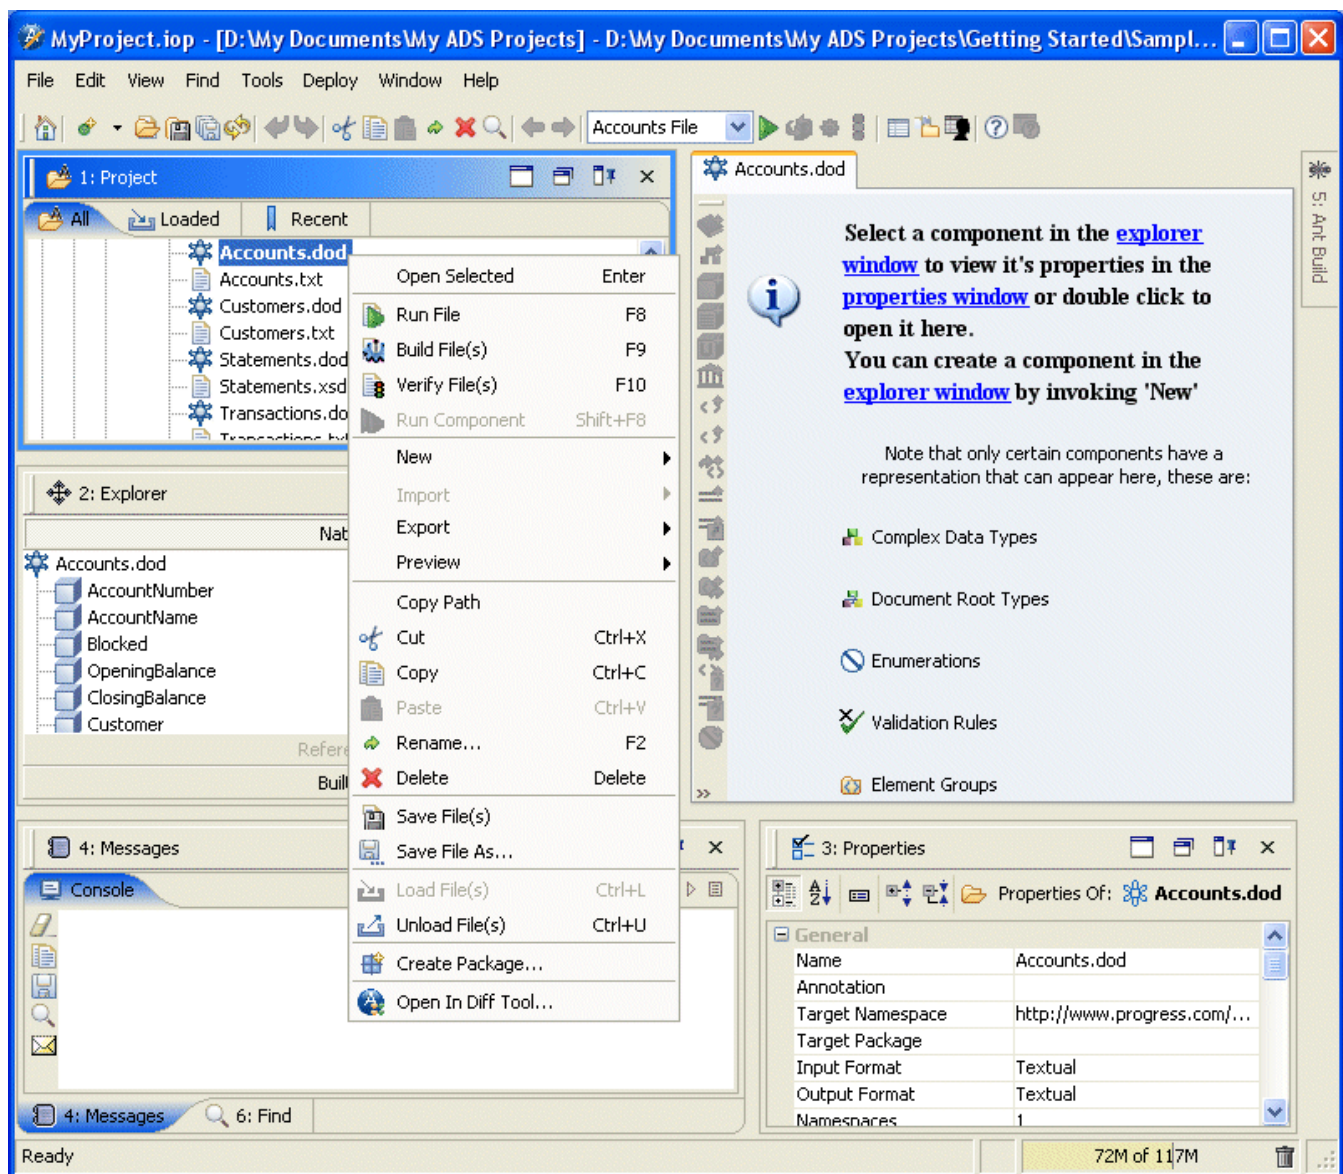 MyProject.iop - [D:\My Documents\My ADS Projects] - D:\My Documents\My ADS Projects\Getting Started\Sampl...
File Edit View Find Tools Deploy Window Help
Accounts File
1: Project
All Loaded Recent
Accounts.dod
Accounts.txt
Customers.dod
Customers.txt
Statements.dod
Statements.xsd
Transactions.do
Transactions.txt
Open Selected Enter
Run File F8
Build File(s) F9
Verify File(s) F10
Run Component Shift+F8
New
Import
Export
Preview
Copy Path
Cut Ctrl+X
Copy Ctrl+C
Paste Ctrl+V
Rename... F2
Delete Delete
Save File(s)
Save File As...
Load File(s) Ctrl+L
Unload File(s) Ctrl+U
Create Package...
Open In Diff Tool...
2: Explorer
Nat
Accounts.dod
AccountNumber
AccountName
Blocked
OpeningBalance
ClosingBalance
Customer
Refere
Buil
Accounts.dod
Select a component in the explorer
window to view it's properties in the
properties window or double click to
open it here.
You can create a component in the
explorer window by invoking 'New'
Note that only certain components have a
representation that can appear here, these are:
Complex Data Types
Document Root Types
Enumerations
Validation Rules
Element Groups
5: Ant Build
4: Messages
Console
4: Messages 6: Find
3: Properties
Properties Of: Accounts.dod
General
Name Accounts.dod
Annotation
Target Namespace http://www.progress.com/...
Target Package
Input Format Textual
Output Format Textual
Namespaces 1
Ready
72M of 117M